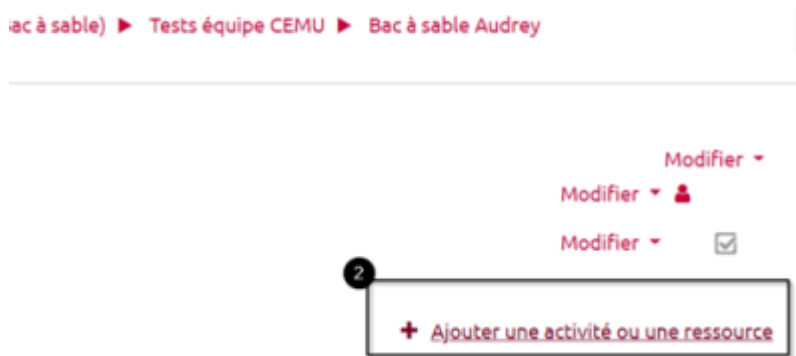 ac à sable) ▶ Tests équipe CEMU ▶ Bac à sable Audrey
Modifier
Modifier
Modifier
2
+ Ajouter une activité ou une ressource